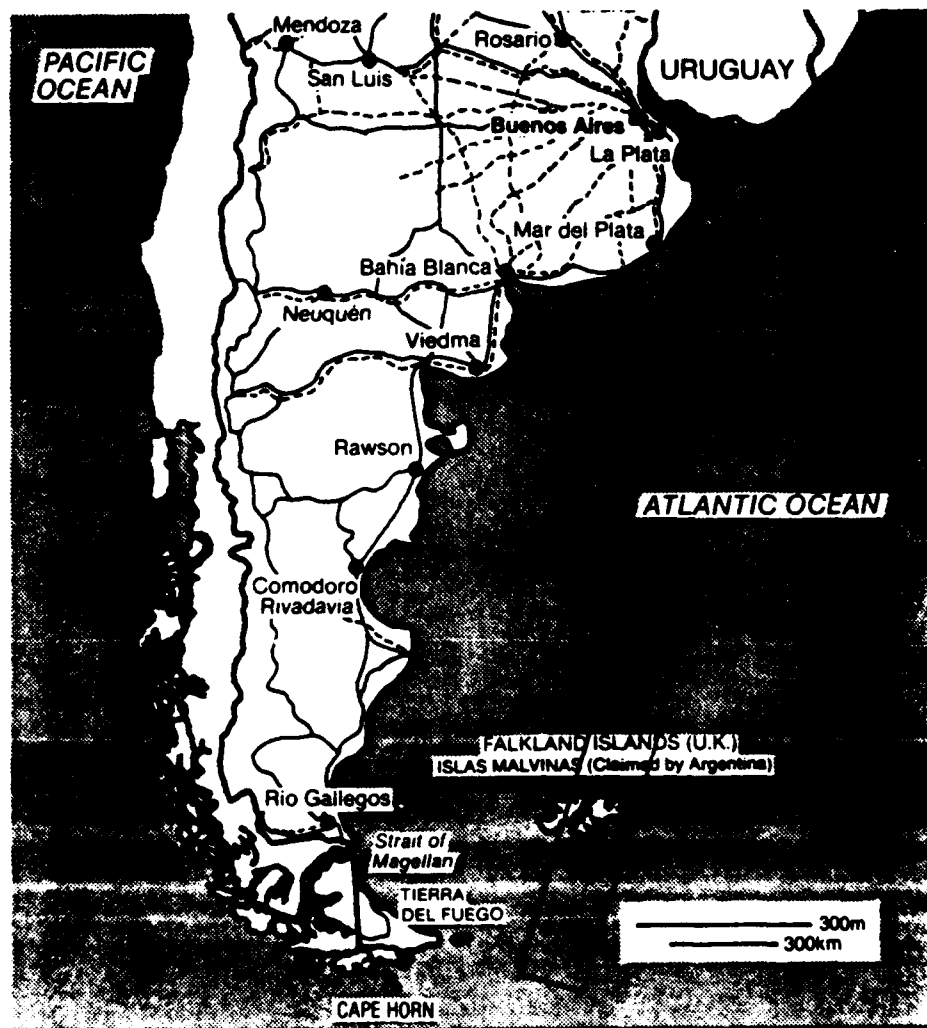 Mendoza
Rosario
PACIFIC
OCEAN
San Luis
URUGUAY
Buenos Aires
La Plata
Mar del Plata
Bahía Blanca
Neuquén
Viedma
Rawson
ATLANTIC OCEAN
Comodoro
Rivadavia
FALKLAND ISLANDS (U.K.)
ISLAS MALVINAS (Claimed by Argentina)
Rio Gallegos
Strait of
Magellan
TIERRA
DEL FUEGO
300m
300km
CAPE HORN